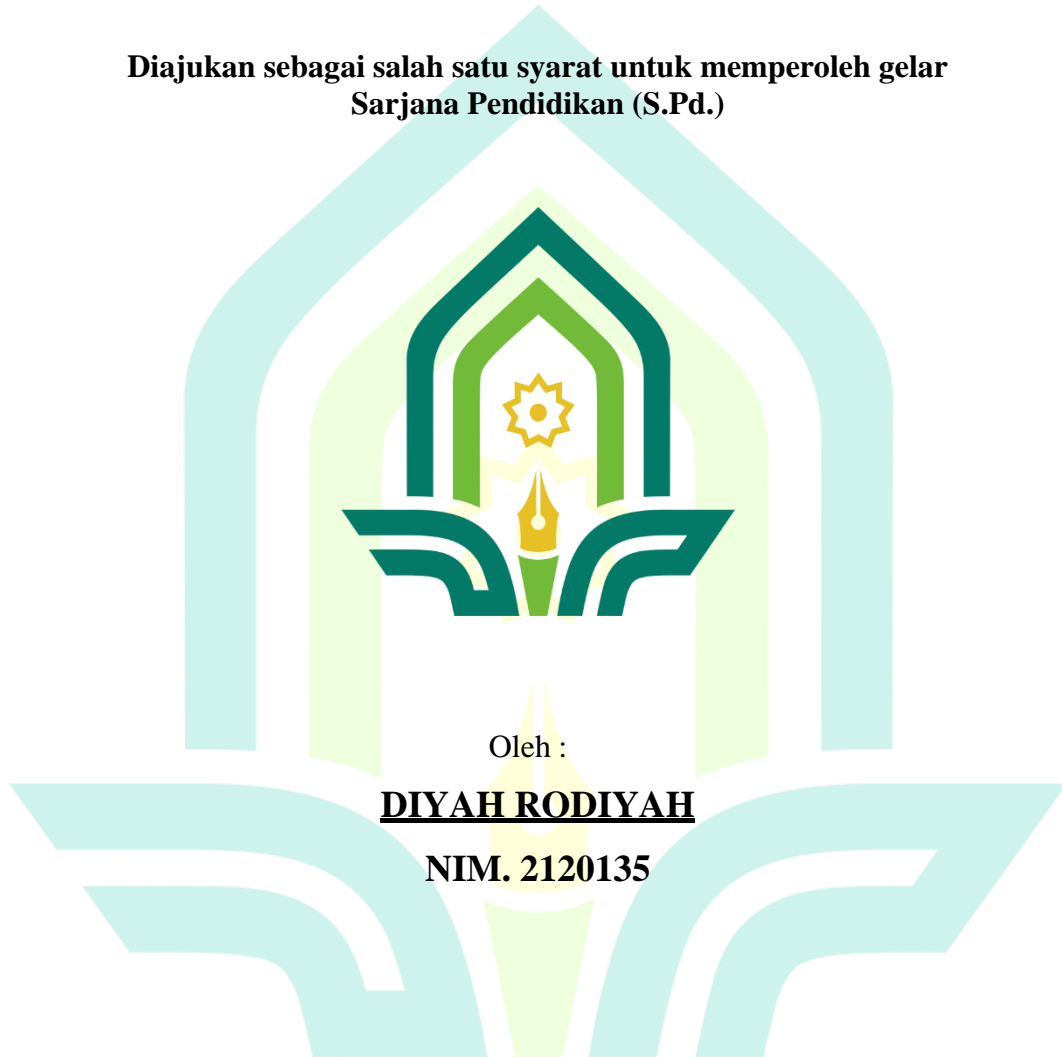 Diajukan sebagai salah satu syarat untuk memperoleh gelar
Sarjana Pendidikan (S.Pd.)
Oleh :
DIYAH RODIYAH
NIM. 2120135